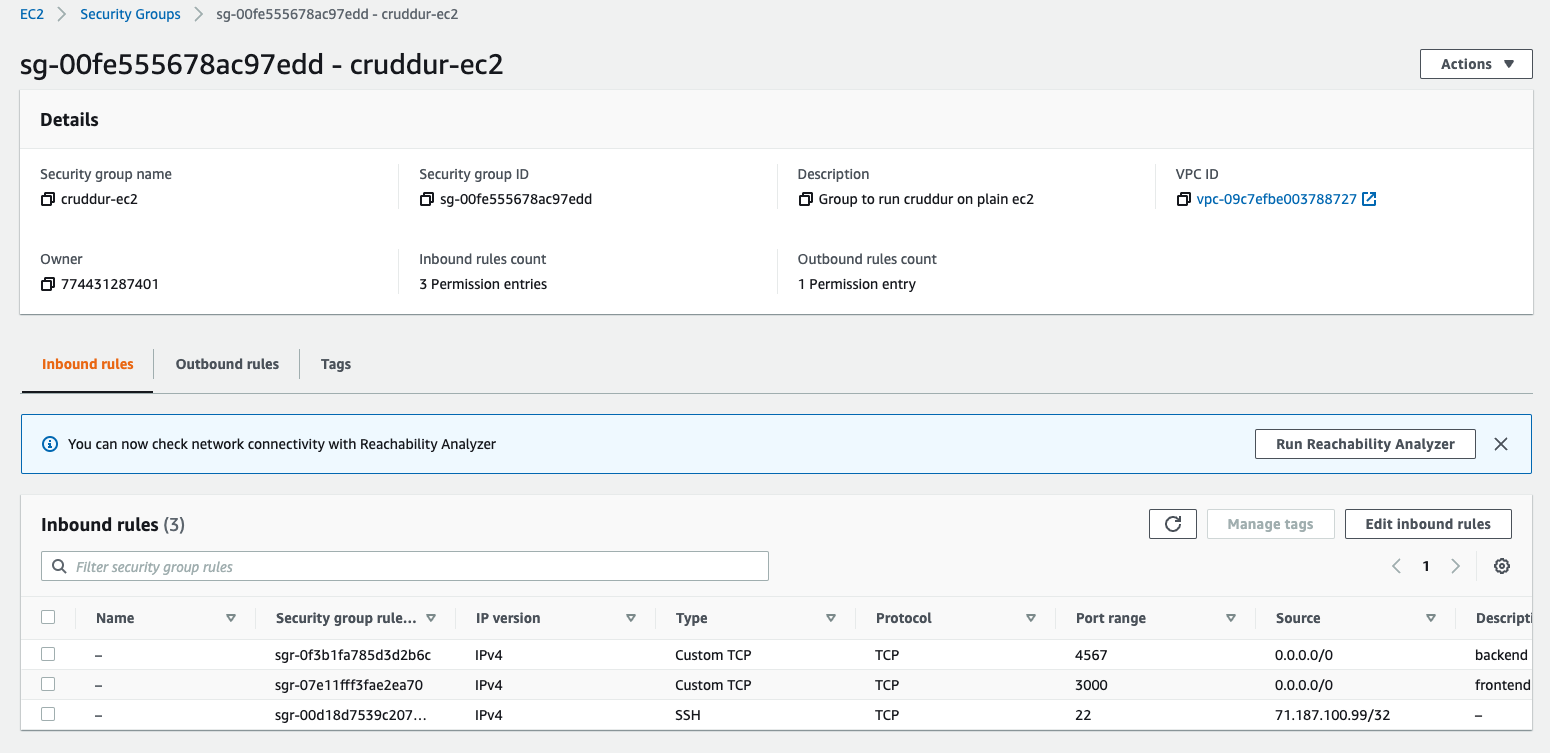 EC2 > Security Groups > sg-00fe555678ac97edd - cruddur-ec2
sg-00fe555678ac97edd - cruddur-ec2
Actions
Details
Security group name
cruddur-ec2
Security group ID
sg-00fe555678ac97edd
Description
Group to run cruddur on plain ec2
VPC ID
vpc-09c7efbe003788727
Owner
774431287401
Inbound rules count
3 Permission entries
Outbound rules count
1 Permission entry
Inbound rules Outbound rules Tags
You can now check network connectivity with Reachability Analyzer
Run Reachability Analyzer
Inbound rules (3)
Manage tags
Edit inbound rules
Filter security group rules
1
Name Security group rule... IP version Type Protocol Port range Source Descripti
– sgr-0f3b1fa785d3d2b6c IPv4 Custom TCP TCP 4567 0.0.0.0/0 backend
– sgr-07e11fff3fae2ea70 IPv4 Custom TCP TCP 3000 0.0.0.0/0 frontend
– sgr-00d18d7539c207... IPv4 SSH TCP 22 71.187.100.99/32 –